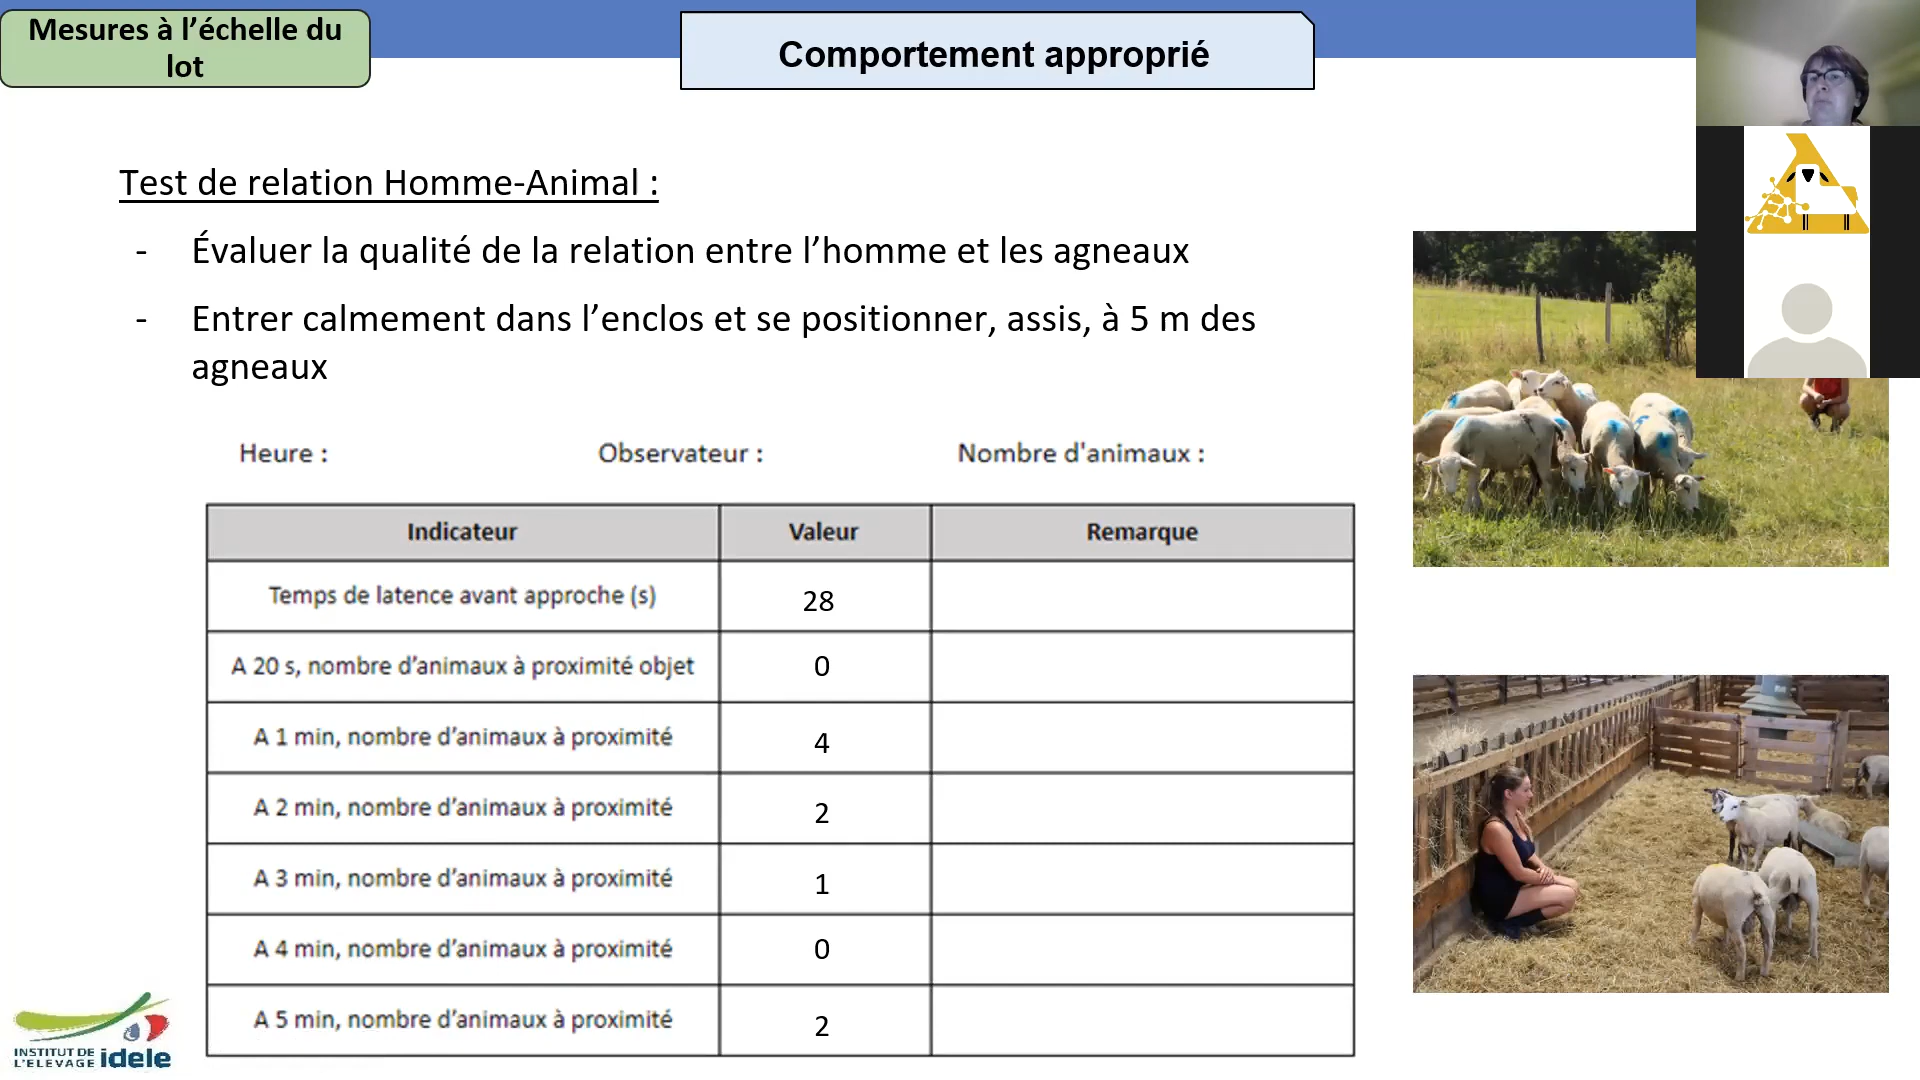 Mesures à l’échelle du
lot
Comportement approprié
Test de relation Homme-Animal :
- Évaluer la qualité de la relation entre l’homme et les agneaux
- Entrer calmement dans l’enclos et se positionner, assis, à 5 m des
agneaux
Heure : Observateur : Nombre d'animaux :
Indicateur Valeur Remarque
Temps de latence avant approche (s) 28
A 20 s, nombre d’animaux à proximité objet 0
A 1 min, nombre d’animaux à proximité 4
A 2 min, nombre d’animaux à proximité 2
A 3 min, nombre d’animaux à proximité 1
A 4 min, nombre d’animaux à proximité 0
A 5 min, nombre d’animaux à proximité 2
INSTITUT DE
L'ELEVAGE idele